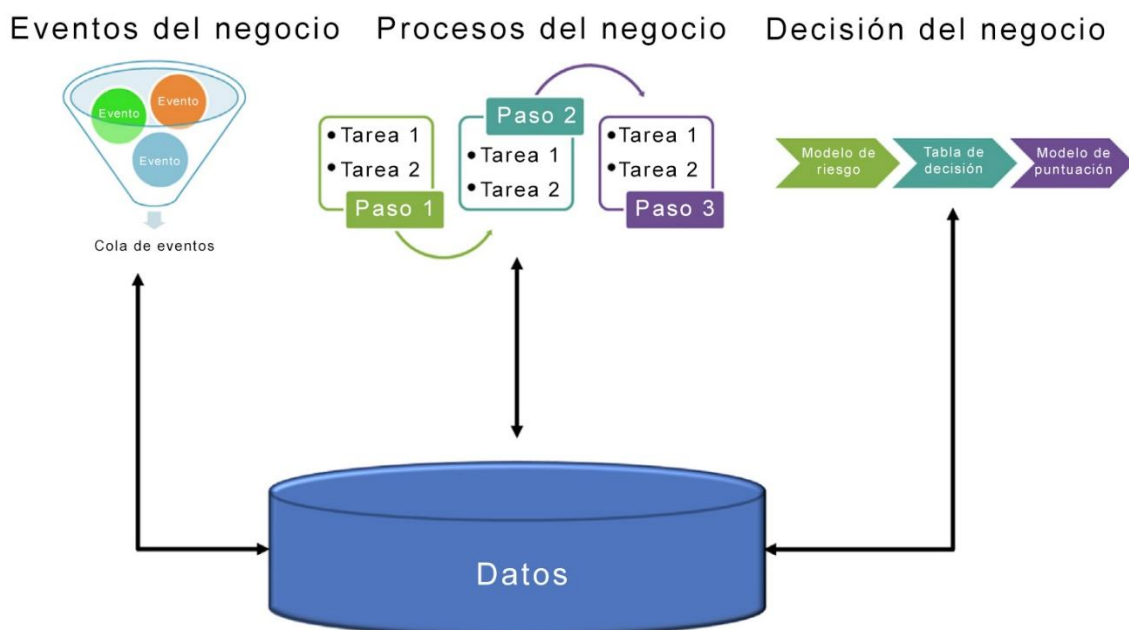 Eventos del negocio
Procesos del negocio
Decisión del negocio
Evento
Evento
Evento
Cola de eventos
• Tarea 1
• Tarea 2
Paso 1
Paso 2
• Tarea 1
• Tarea 2
• Tarea 1
• Tarea 2
Paso 3
Modelo de
riesgo
Tabla de
decisión
Modelo de
puntuación
Datos